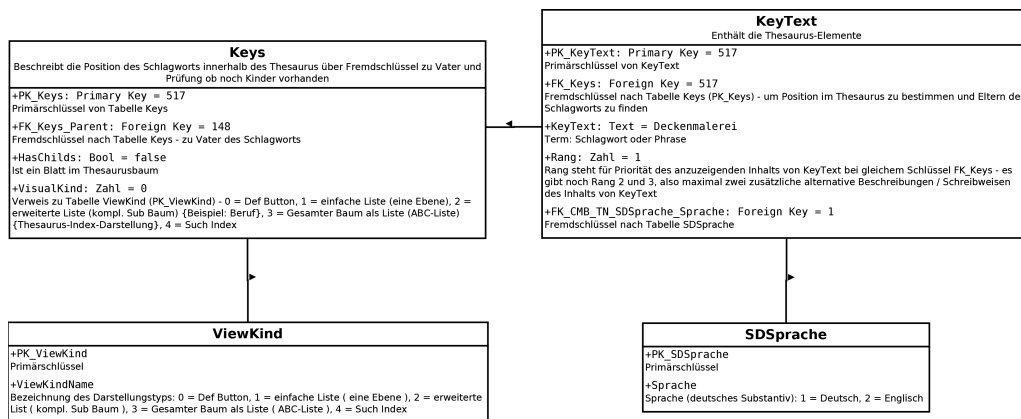 Keys
Beschreibt die Position des Schlagworts innerhalb des Thesaurus über Fremdschlüssel zu Vater und
Prüfung ob noch Kinder vorhanden
+PK_Keys: Primary Key = 517
Primärschlüssel von Tabelle Keys
+FK_Keys_Parent: Foreign Key = 148
Fremdschlüssel nach Tabelle Keys - zu Vater des Schlagworts
+HasChilds: Bool = false
Ist ein Blatt im Thesaurusbaum
+VisualKind: Zahl = 0
Verweis zu Tabelle ViewKind (PK_ViewKind) - 0 = Def Button, 1 = einfache Liste (eine Ebene), 2 =
erweiterte Liste (kompl. Sub Baum) {Beispiel: Beruf}, 3 = Gesamter Baum als Liste (ABC-Liste)
{Thesaurus-Index-Darstellung}, 4 = Such Index
KeyText
Enthält die Thesaurus-Elemente
+PK_KeyText: Primary Key = 517
Primärschlüssel von KeyText
+FK_Keys: Foreign Key = 517
Fremdschlüssel nach Tabelle Keys (PK_Keys) - um Position im Thesaurus zu bestimmen und Eltern des
Schlagworts zu finden
+KeyText: Text = Deckenmalerei
Term: Schlagwort oder Phrase
+Rang: Zahl = 1
Rang steht für Priorität des anzuzeigenden Inhalts von KeyText bei gleichem Schlüssel FK_Keys - es
gibt noch Rang 2 und 3, also maximal zwei zusätzliche alternative Beschreibungen / Schreibweisen
des Inhalts von KeyText
+FK_CMB_TN_SDSprache_Sprache: Foreign Key = 1
Fremdschlüssel nach Tabelle SDSprache
ViewKind
+PK_ViewKind
Primärschlüssel
+ViewKindName
Bezeichnung des Darstellungstyps: 0 = Def Button, 1 = einfache Liste ( eine Ebene ), 2 = erweiterte
List ( kompl. Sub Baum ), 3 = Gesamter Baum als Liste ( ABC-Liste ), 4 = Such Index
SDSprache
+PK_SDSprache
Primärschlüssel
+Sprache
Sprache (deutsches Substantiv): 1 = Deutsch, 2 = Englisch